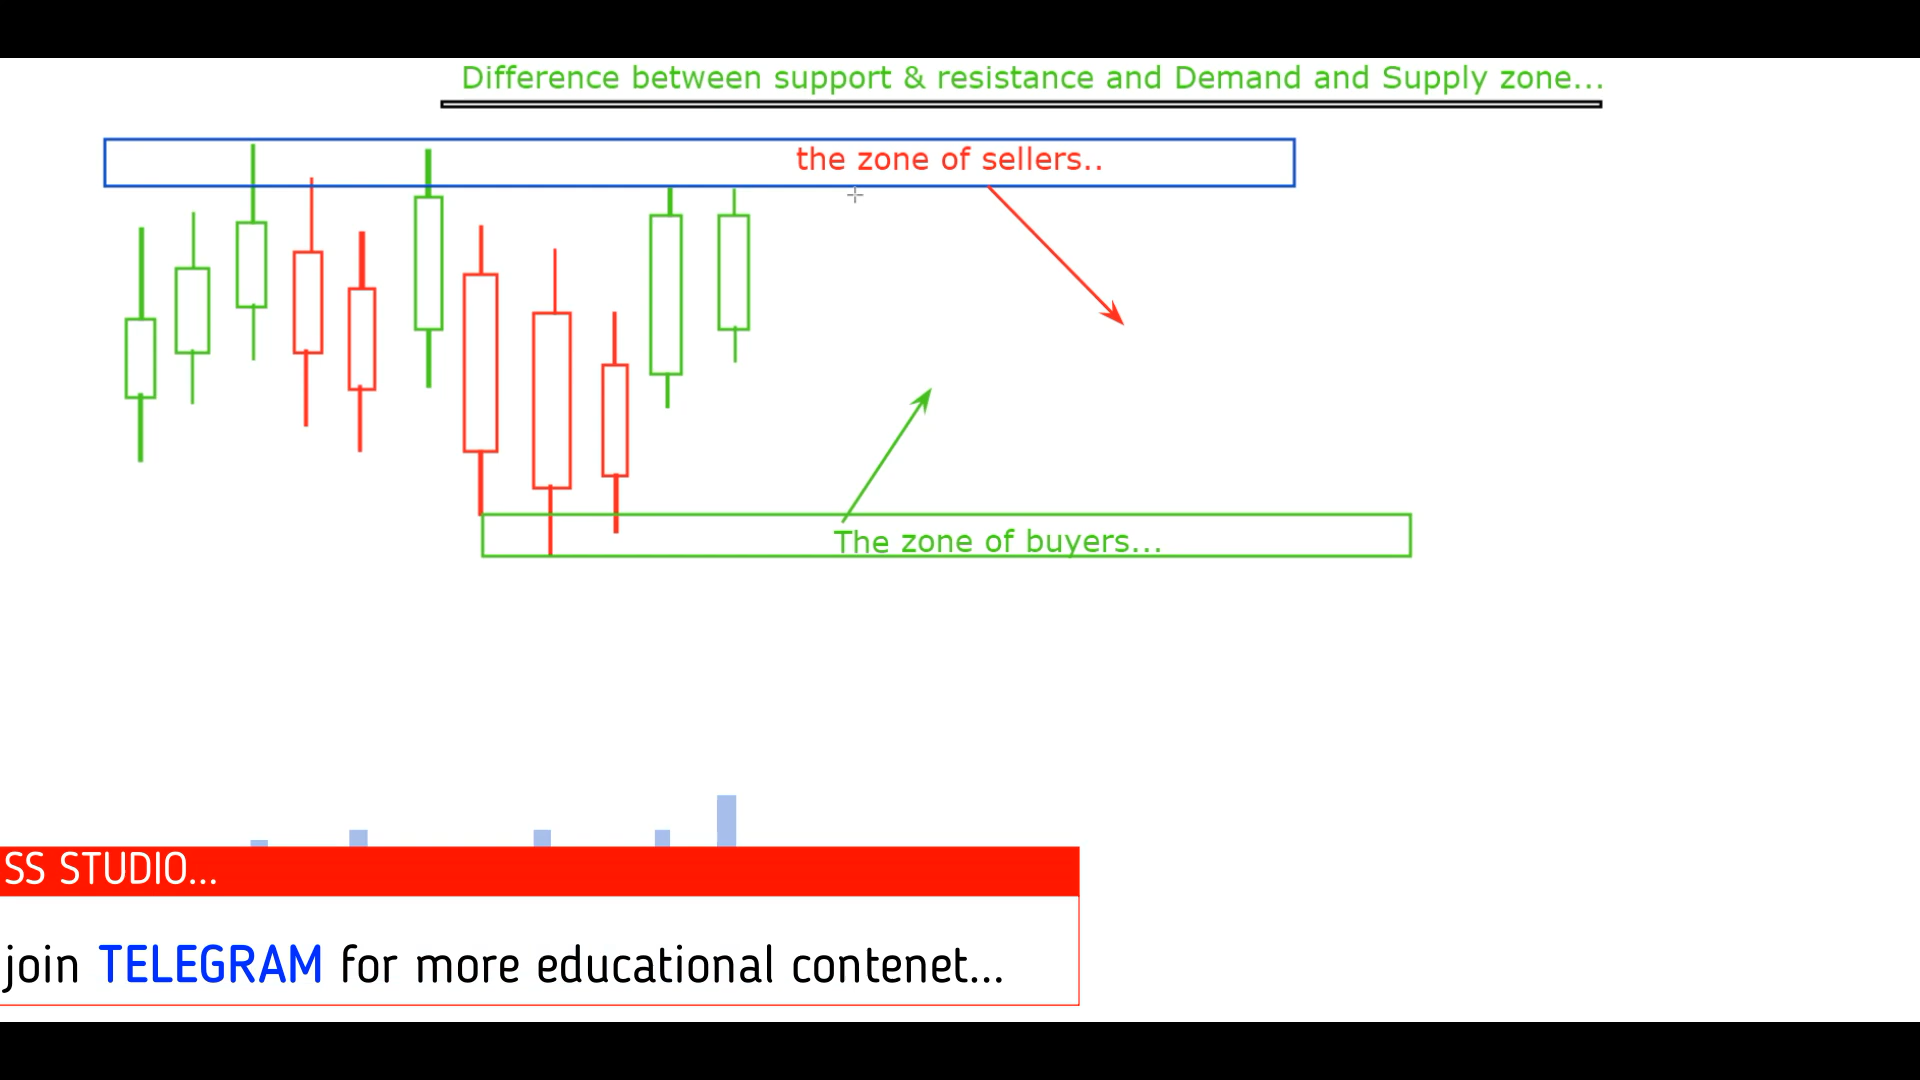 Difference between support & resistance and Demand and Supply zone...
the zone of sellers..
The zone of buyers...
SS STUDIO...
join TELEGRAM for more educational contenet...